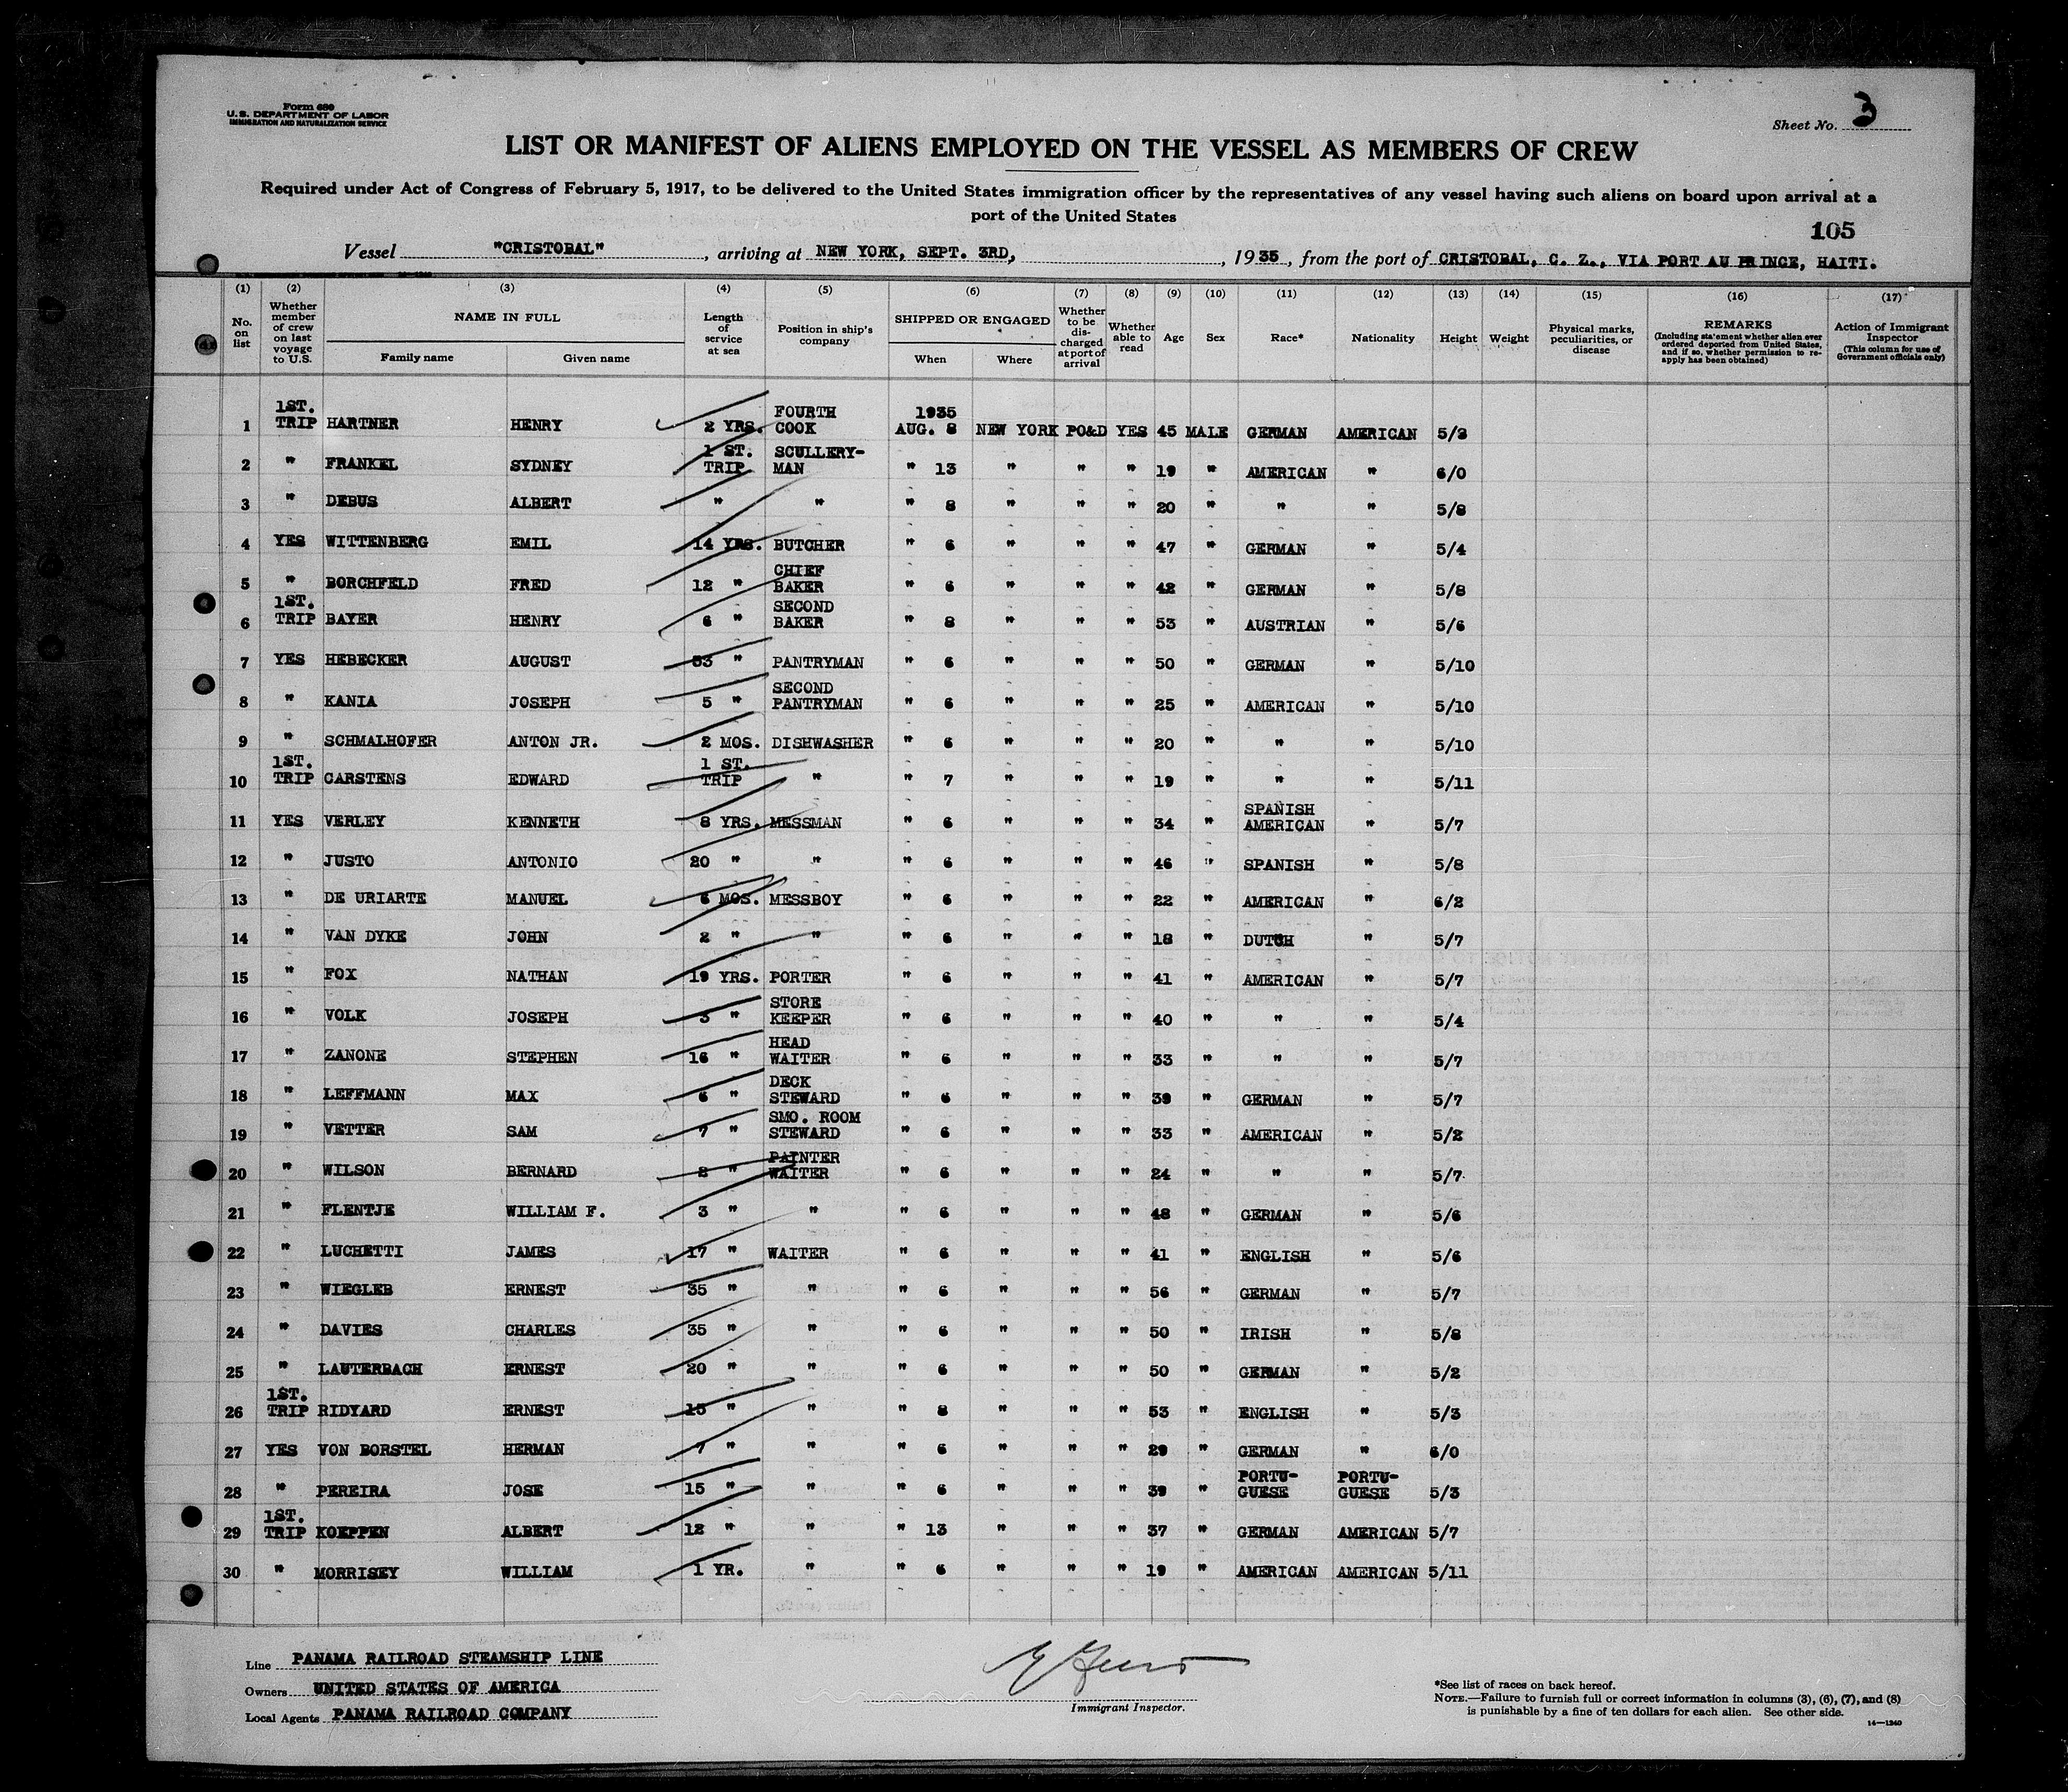 Form 680
U. S. DEPARTMENT OF LABOR
IMMIGRATION AND NATURALIZATION SERVICE
Sheet No. 3
LIST OR MANIFEST OF ALIENS EMPLOYED ON THE VESSEL AS MEMBERS OF CREW
Required under Act of Congress of February 5, 1917, to be delivered to the United States immigration officer by the representatives of any vessel having such aliens on board upon arrival at a
port of the United States
105
Vessel "CRISTOBAL", arriving at NEW YORK, SEPT. 3RD, , 1935, from the port of CRISTOBAL, C. Z., VIA PORT AU PRINCE, HAITI.
(1) (2) (3) (4) (5) (6) (7) (8) (9) (10) (11) (12) (13) (14) (15) (16) (17)
No. on list Whether member of crew on last voyage to U.S. NAME IN FULL Family name Given name Length of service at sea Position in ship's company SHIPPED OR ENGAGED When Where Whether to be discharged at port of arrival Whether able to read Age Sex Race* Nationality Height Weight Physical marks, peculiarities, or disease REMARKS (Including statement whether alien ever ordered deported from United States, and if so, whether permission to reapply has been obtained) Action of Immigrant Inspector (This column for use of Government officials only)
1 1ST. TRIP HARTNER HENRY 2 YRS. FOURTH COOK 1935 AUG. 8 NEW YORK PO&D YES 45 MALE GERMAN AMERICAN 5/3
2 " FRANKEL SYDNEY 1 ST. TRIP SCULLERY-MAN " 13 " " " 19 " AMERICAN " 6/0
3 " DEBUS ALBERT " " " 8 " " " 20 " " " 5/8
4 YES WITTENBERG EMIL 14 YRS. BUTCHER " 6 " " " 47 " GERMAN " 5/4
5 " BORCHFELD FRED 12 " CHIEF BAKER " 6 " " " 42 " GERMAN " 5/8
6 1ST. TRIP BAYER HENRY 6 " SECOND BAKER " 8 " " " 53 " AUSTRIAN " 5/6
7 YES HEBECKER AUGUST 33 " PANTRYMAN " 6 " " " 50 " GERMAN " 5/10
8 " KANIA JOSEPH 5 " SECOND PANTRYMAN " 6 " " " 25 " AMERICAN " 5/10
9 " SCHMALHOFER ANTON JR. 2 MOS. DISHWASHER " 6 " " " 20 " " " 5/10
10 1ST. TRIP CARSTENS EDWARD 1 ST. TRIP " " 7 " " " 19 " " " 5/11
11 YES VERLEY KENNETH 8 YRS. MESSMAN " 6 " " " 34 " SPANISH AMERICAN " 5/7
12 " JUSTO ANTONIO 20 " " " 6 " " " 46 " SPANISH " 5/8
13 " DE URIARTE MANUEL 6 MOS. MESSBOY " 6 " " " 22 " AMERICAN " 6/2
14 " VAN DYKE JOHN 2 " " " 6 " " " 18 " DUTCH " 5/7
15 " FOX NATHAN 19 YRS. PORTER " 6 " " " 41 " AMERICAN " 5/7
16 " VOLK JOSEPH 3 " STORE KEEPER " 6 " " " 40 " " " 5/4
17 " ZANONE STEPHEN 16 " HEAD WAITER " 6 " " " 33 " " " 5/7
18 " LEFFMANN MAX 6 " DECK STEWARD " 6 " " " 39 " GERMAN " 5/7
19 " VETTER SAM 7 " SMO. ROOM STEWARD " 6 " " " 33 " AMERICAN " 5/2
20 " WILSON BERNARD 2 " PAINTER WAITER " 6 " " " 24 " " " 5/7
21 " FLENTJE WILLIAM F. 3 " " " 6 " " " 48 " GERMAN " 5/6
22 " LUCHETTI JAMES 17 " WAITER " 6 " " " 41 " ENGLISH " 5/6
23 " WIEGLEB ERNEST 35 " " " 6 " " " 56 " GERMAN " 5/7
24 " DAVIES CHARLES 35 " " " 6 " " " 50 " IRISH " 5/8
25 " LAUTERBACH ERNEST 20 " " " 6 " " " 50 " GERMAN " 5/2
26 1ST. TRIP RIDYARD ERNEST 15 " " " 8 " " " 53 " ENGLISH " 5/3
27 YES VON BORSTEL HERMAN 7 " " " 6 " " " 29 " GERMAN " 6/0
28 " PEREIRA JOSE 15 " " " 6 " " " 39 " PORTU-GUESE PORTU-GUESE 5/3
29 1ST. TRIP KOEPPEN ALBERT 12 " " " 13 " " " 37 " GERMAN AMERICAN 5/7
30 " MORRISEY WILLIAM 1 YR. " " 6 " " " 19 " AMERICAN AMERICAN 5/11
Line PANAMA RAILROAD STEAMSHIP LINE
Owners UNITED STATES OF AMERICA
Local Agents PANAMA RAILROAD COMPANY
Immigrant Inspector.
*See list of races on back hereof.
NOTE.—Failure to furnish full or correct information in columns (3), (6), (7), and (8)
is punishable by a fine of ten dollars for each alien. See other side.
14—1240